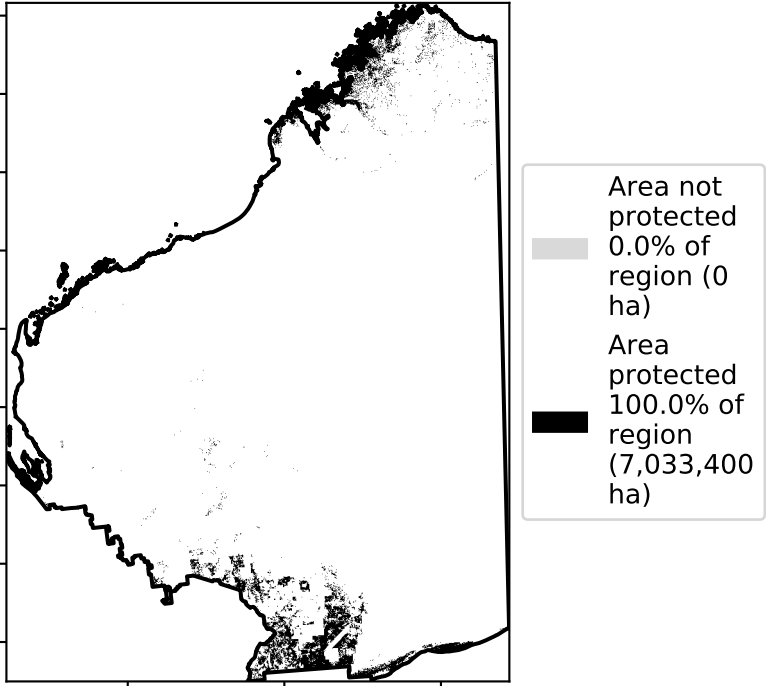 Area not
protected
0.0% of
region (0
ha)
Area
protected
100.0% of
region
(7,033,400
ha)